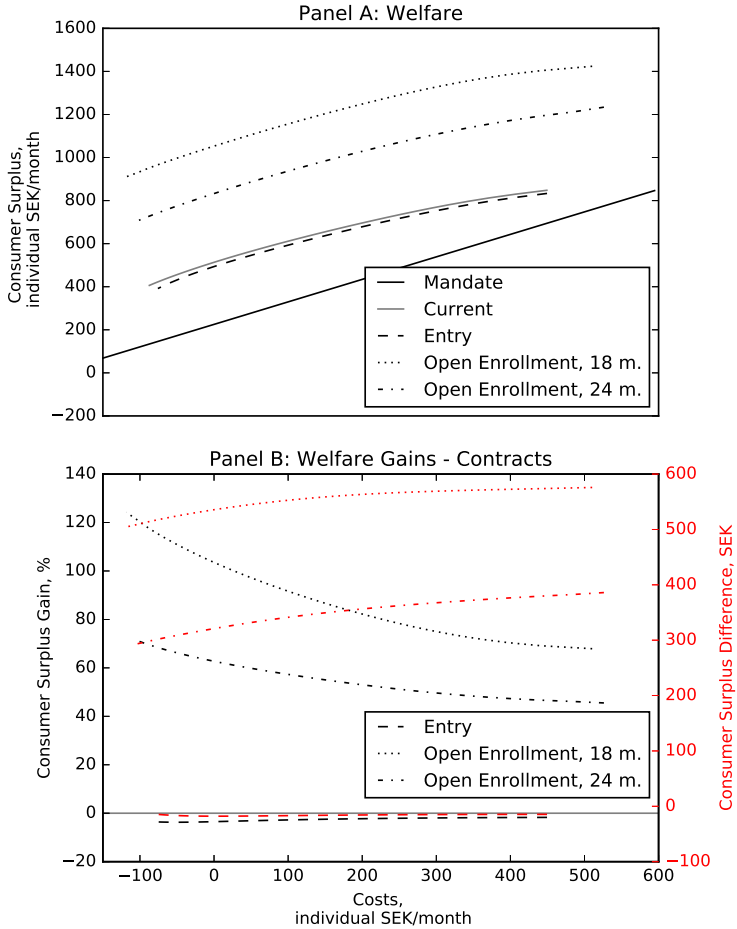 Panel A: Welfare
1600
1400
1200
1000
800
600
400
200
0
−200
Consumer Surplus,
individual SEK/month
Mandate
Current
Entry
Open Enrollment, 18 m.
Open Enrollment, 24 m.
Panel B: Welfare Gains - Contracts
140
120
100
80
60
40
20
0
−20
Consumer Surplus Gain, %
600
500
400
300
200
100
0
−100
Consumer Surplus Difference, SEK
Entry
Open Enrollment, 18 m.
Open Enrollment, 24 m.
−100 0 100 200 300 400 500 600
Costs,
individual SEK/month